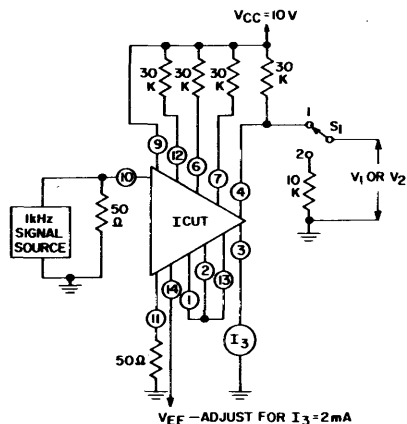 VCC=10V
30
K
30
K
30
K
30
K
1
S1
9
12
6
7
10
4
2
10
K
V1 OR V2
1kHz
SIGNAL
SOURCE
50
Ω
ICUT
3
11
14
1
2
13
50Ω
I3
VEE – ADJUST FOR I3=2mA